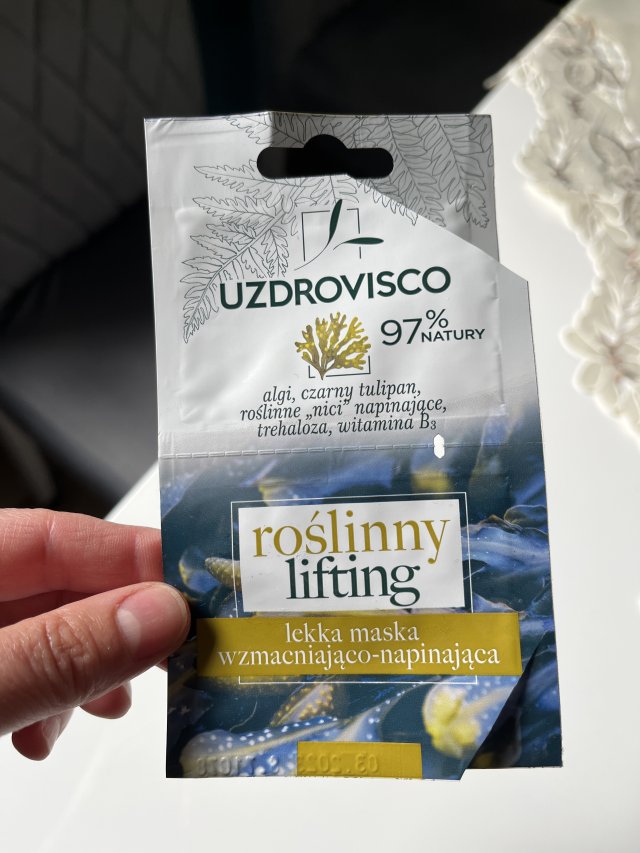 UZDROVISCO
97%
NATURY
algi, czarny tulipan,
roślinne „nici” napinające,
trehaloza, witamina B₃
roślinny
lifting
lekka maska
wzmacniająco-napinająca